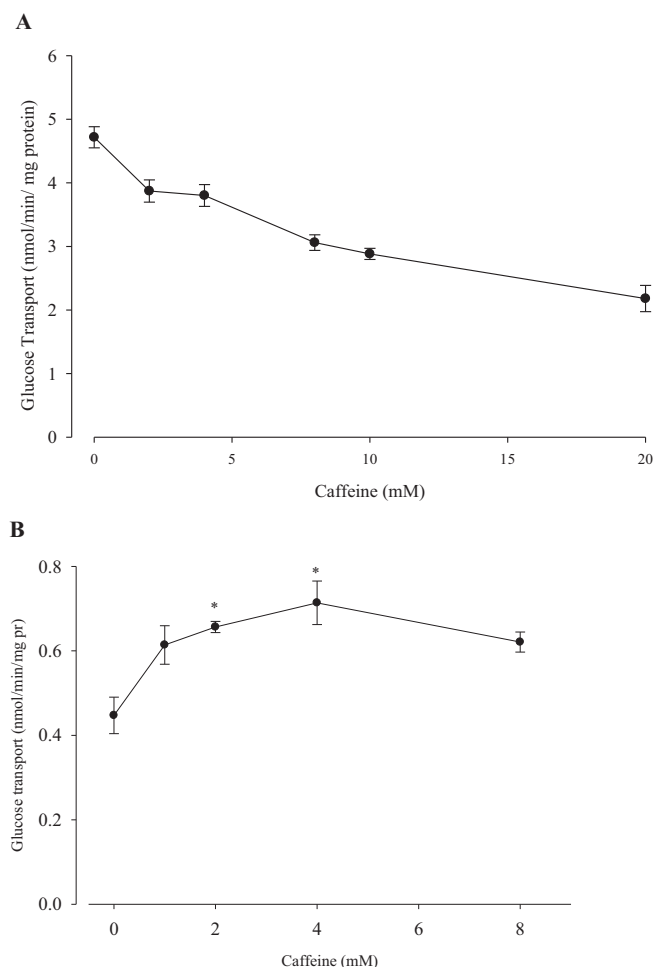 A
6
5
4
3
2
1
0
Glucose Transport (nmol/min/ mg protein)
0 5 10 15 20
Caffeine (mM)
B
0.8
0.6
0.4
0.2
0.0
Glucose transport (nmol/min/mg pr)
* *
0 2 4 6 8
Caffeine (mM)